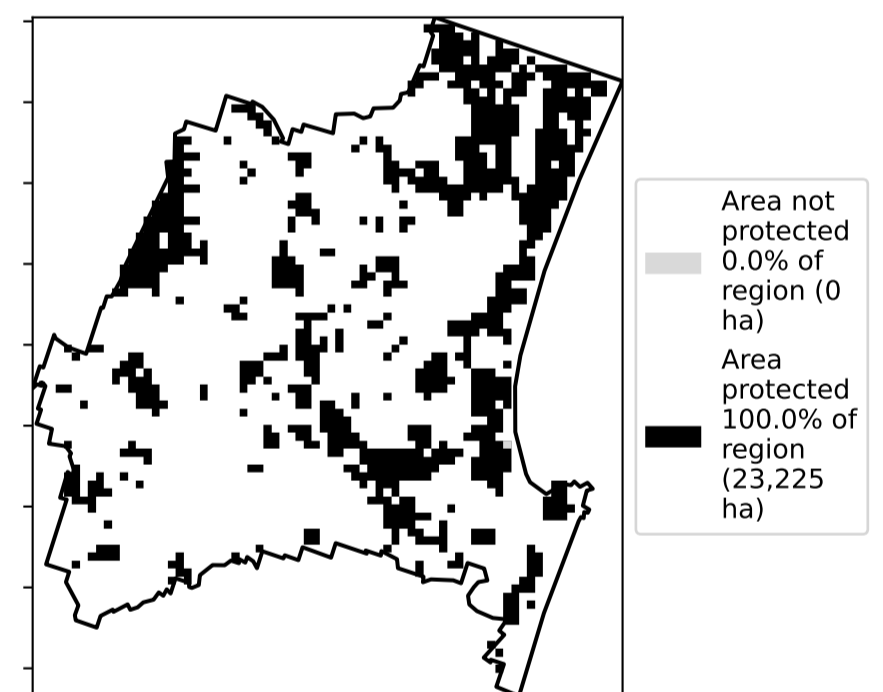 Area not
protected
0.0% of
region (0
ha)
Area
protected
100.0% of
region
(23,225
ha)